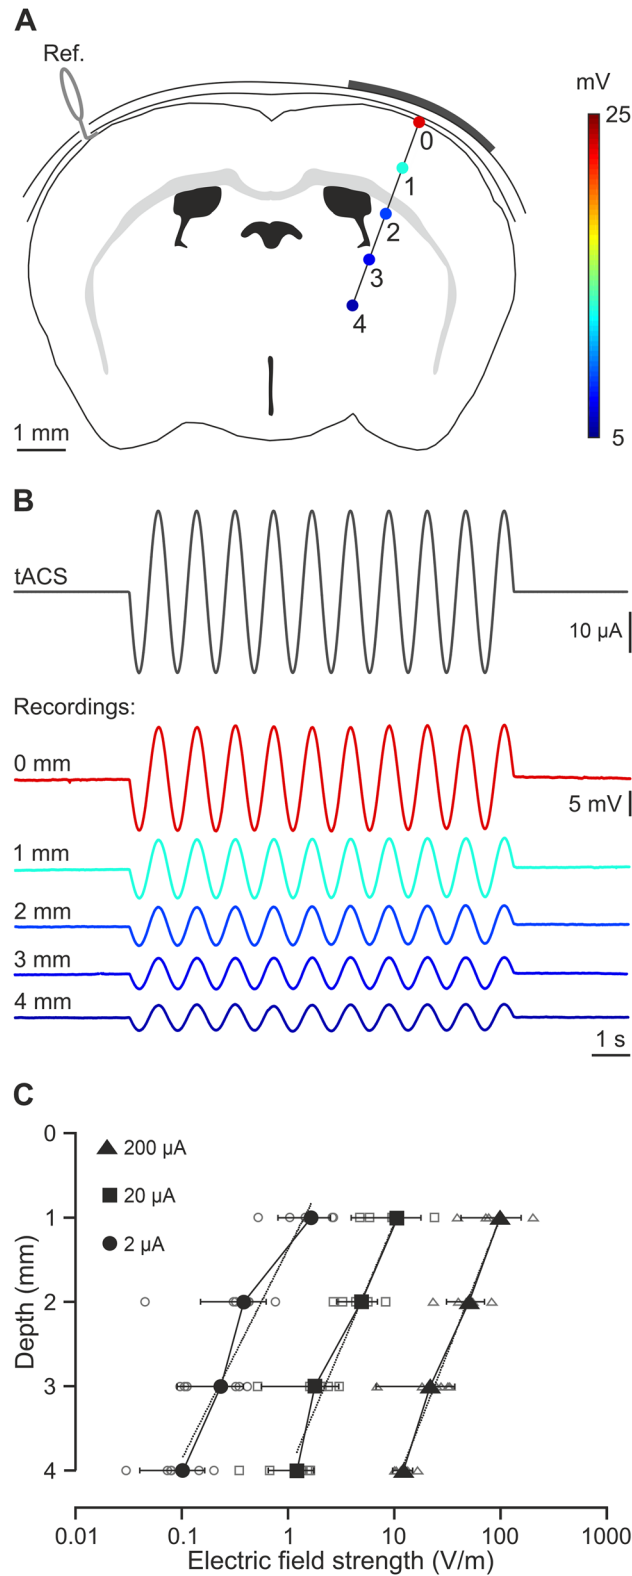 A
Ref.
mV
25
0
1
2
3
4
5
1 mm
B
tACS
10 µA
Recordings:
0 mm
5 mV
1 mm
2 mm
3 mm
4 mm
1 s
C
0
200 µA
20 µA
1
2 µA
2
3
4
Depth (mm)
0.01 0.1 1 10 100 1000
Electric field strength (V/m)